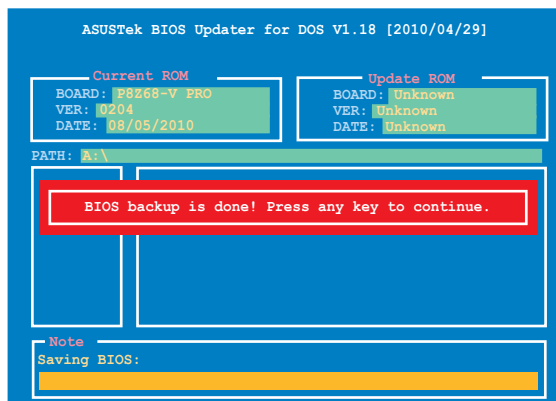 ASUSTek BIOS Updater for DOS V1.18 [2010/04/29]
Current ROM
BOARD: P8Z68-V PRO
VER: 0204
DATE: 08/05/2010
Update ROM
BOARD: Unknown
VER: Unknown
DATE: Unknown
PATH: A:\
BIOS backup is done! Press any key to continue.
Note
Saving BIOS: